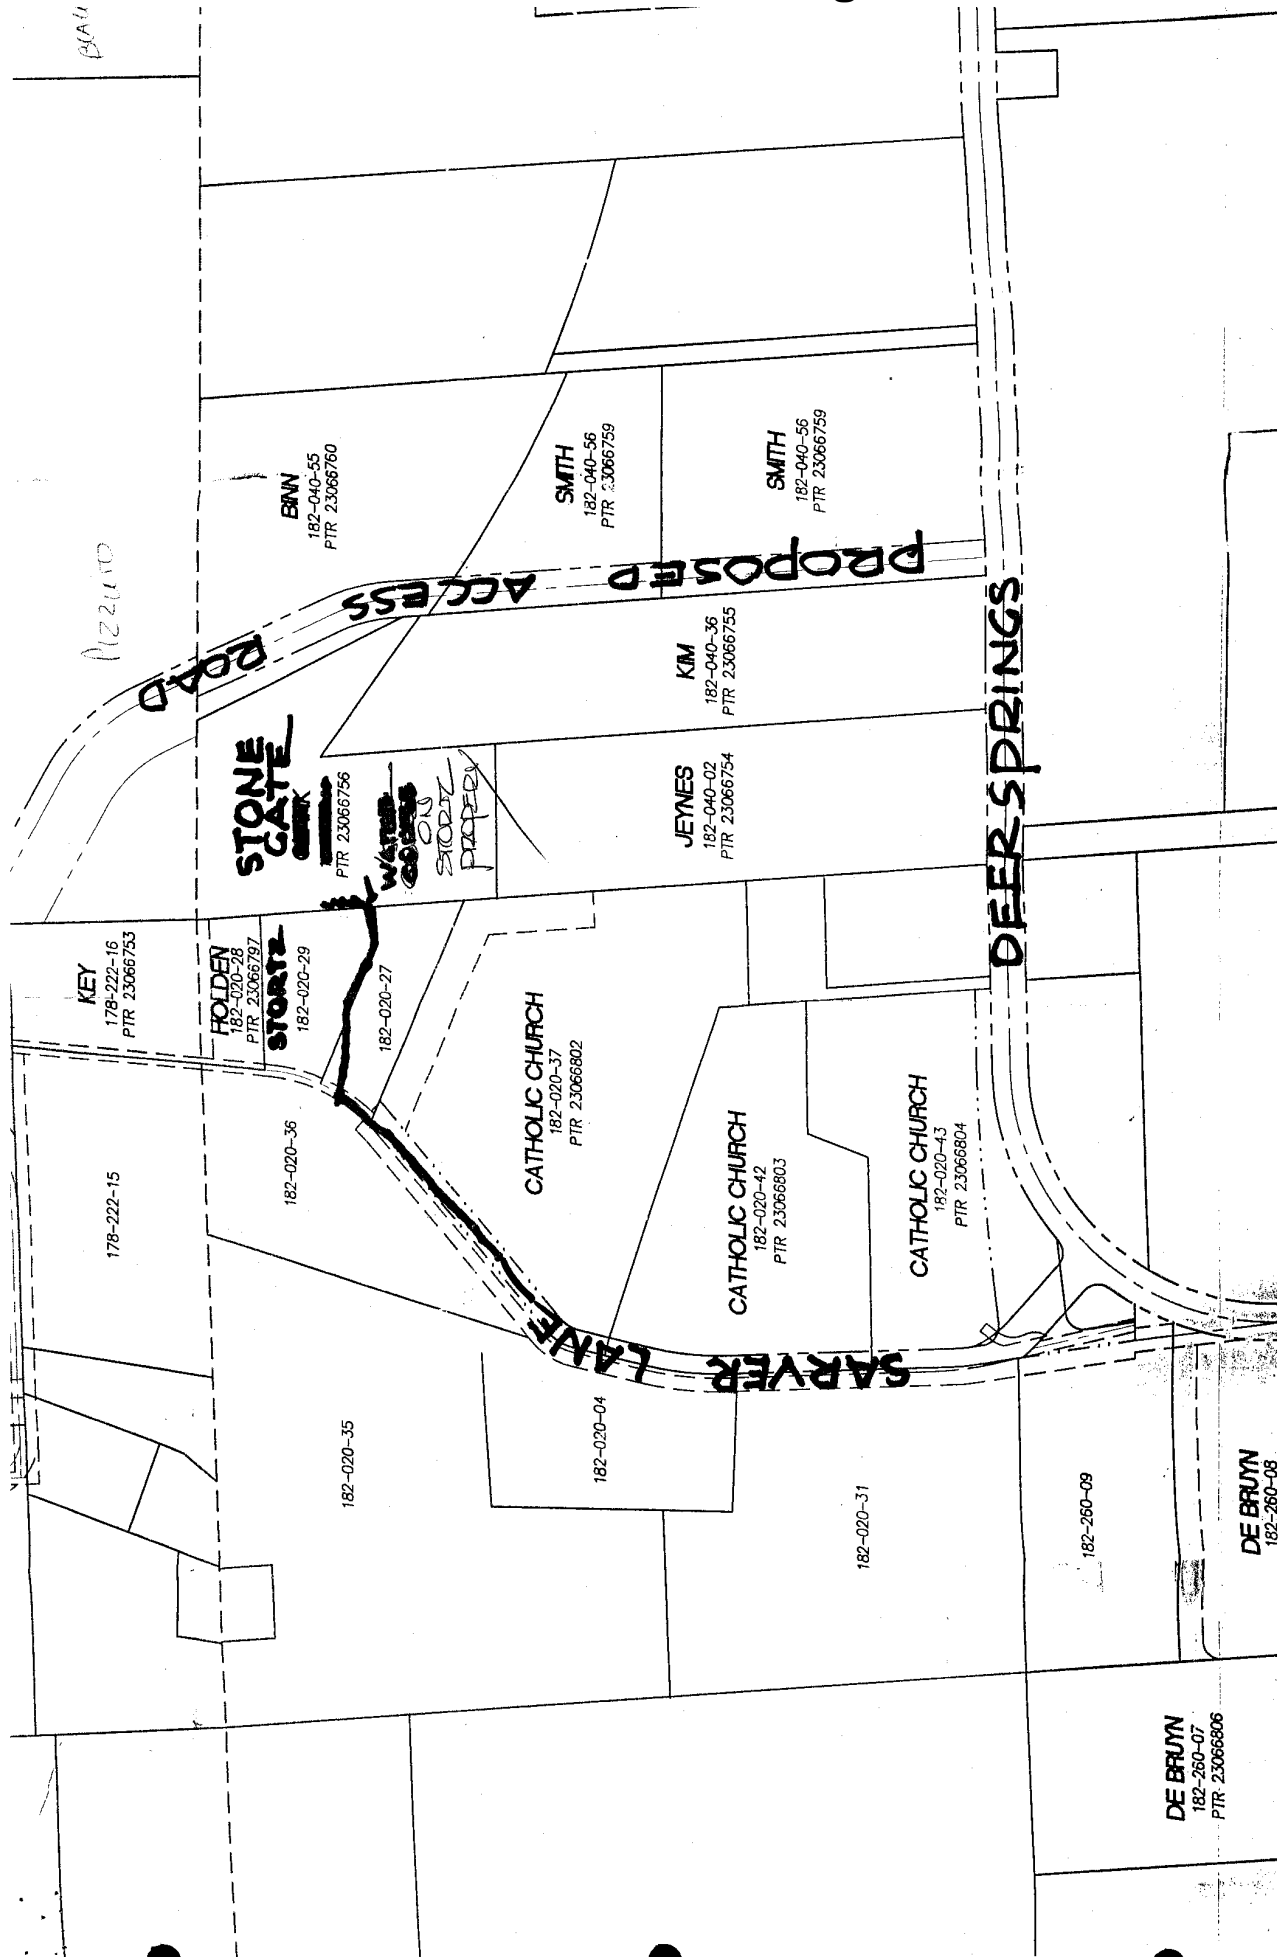 KEY
178-222-16
PTR 23066753
HOLDEN
182-020-28
PTR 23066797
STORTZ
182-020-29
182-020-27
182-020-36
178-222-15
182-020-35
182-020-04
182-020-31
182-260-09
DE BRUYN
182-260-08
DE BRUYN
182-260-07
PTR 23066806
CATHOLIC CHURCH
182-020-37
PTR 23066802
CATHOLIC CHURCH
182-020-42
PTR 23066803
CATHOLIC CHURCH
182-020-43
PTR 23066804
SARVER LANE
STONE
GATE
PTR 23066756
WATER
ON
PROPERTY
JEYNES
182-040-02
PTR 23066754
KIM
182-040-36
PTR 23066755
BINN
182-040-55
PTR 23066760
SMITH
182-040-56
PTR 23066759
SMITH
182-040-56
PTR 23066759
PROPOSED ACCESS ROAD
DEER SPRINGS